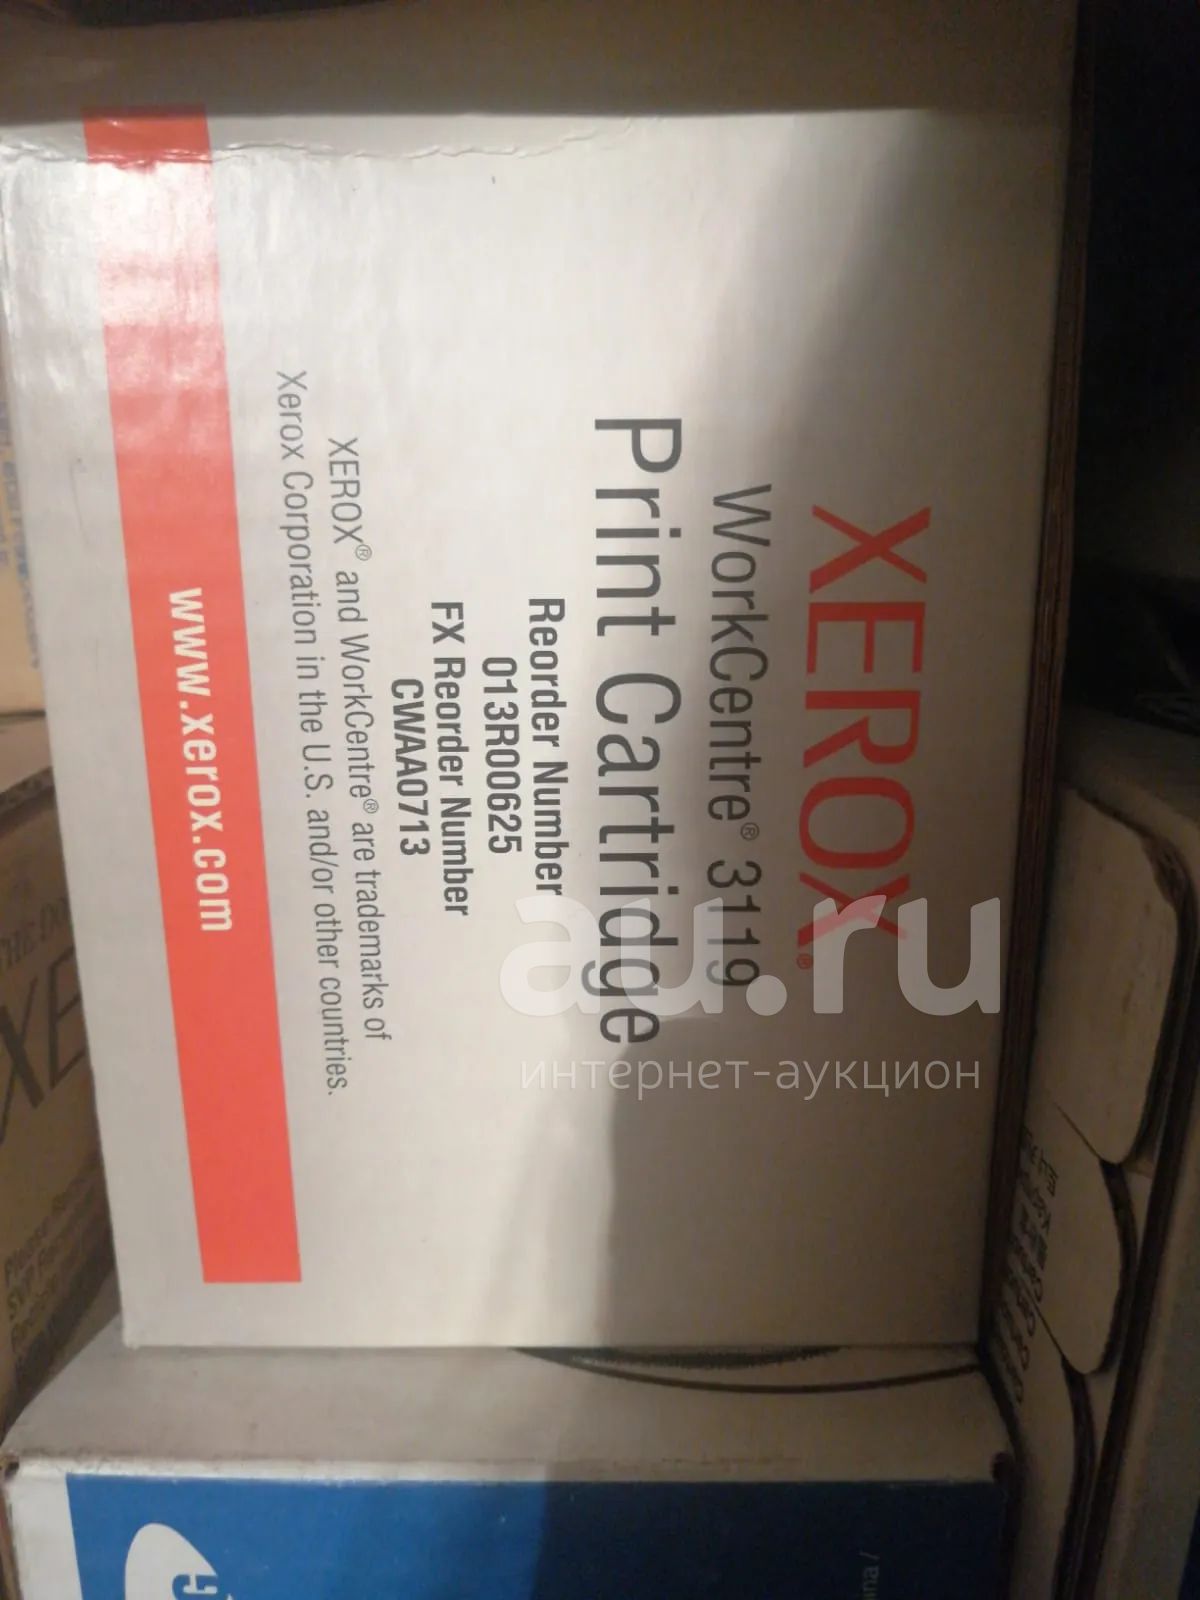 XEROX®
WorkCentre® 3119
Print Cartridge
Reorder Number
013R00625
FX Reorder Number
CWAA0713
XEROX® and WorkCentre® are trademarks of
Xerox Corporation in the U.S. and/or other countries.
www.xerox.com
au.ru
интернет-аукцион